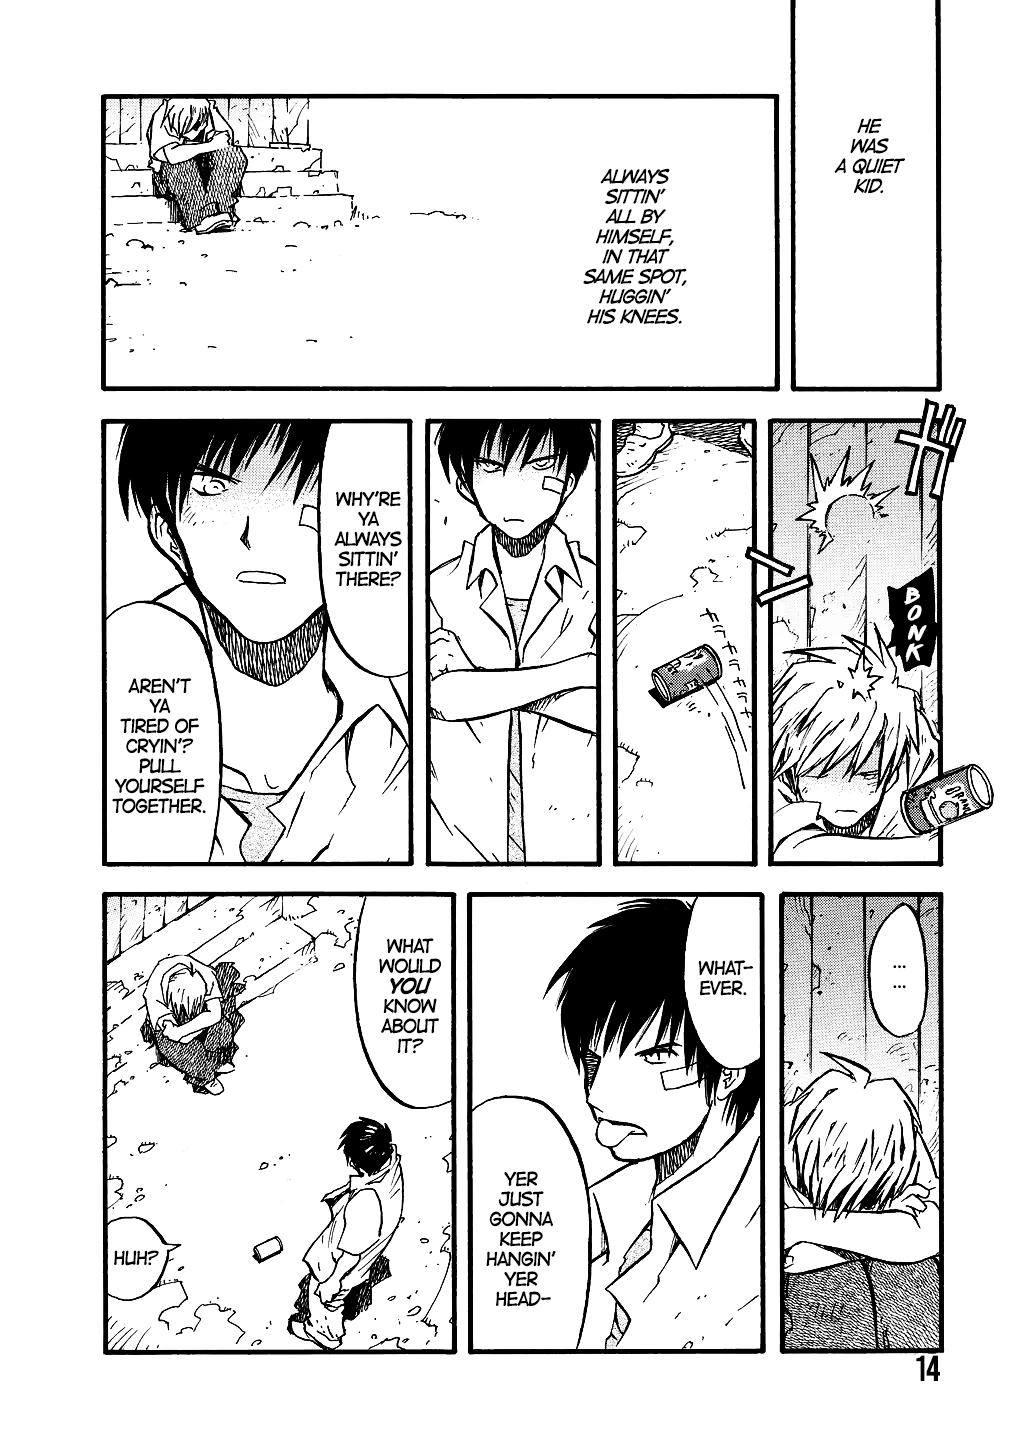 HE
WAS
A QUIET
KID.
ALWAYS
SITTIN'
ALL BY
HIMSELF,
IN THAT
SAME SPOT,
HUGGIN'
HIS KNEES.
BONK
WHY'RE
YA
ALWAYS
SITTIN'
THERE?
AREN'T
YA
TIRED OF
CRYIN'?
PULL
YOURSELF
TOGETHER.
...
...
WHAT-
EVER.
YER
JUST
GONNA
KEEP
HANGIN'
YER
HEAD-
WHAT
WOULD
YOU
KNOW
ABOUT
IT?
HUH?
14